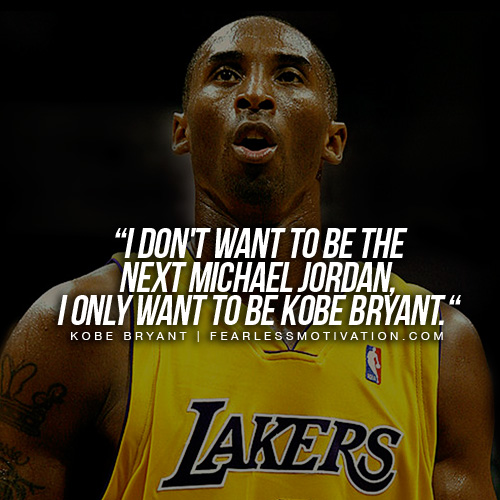 “I DON'T WANT TO BE THE
NEXT MICHAEL JORDAN,
I ONLY WANT TO BE KOBE BRYANT.“
KOBE BRYANT | FEARLESSMOTIVATION.COM
NBA
LAKERS